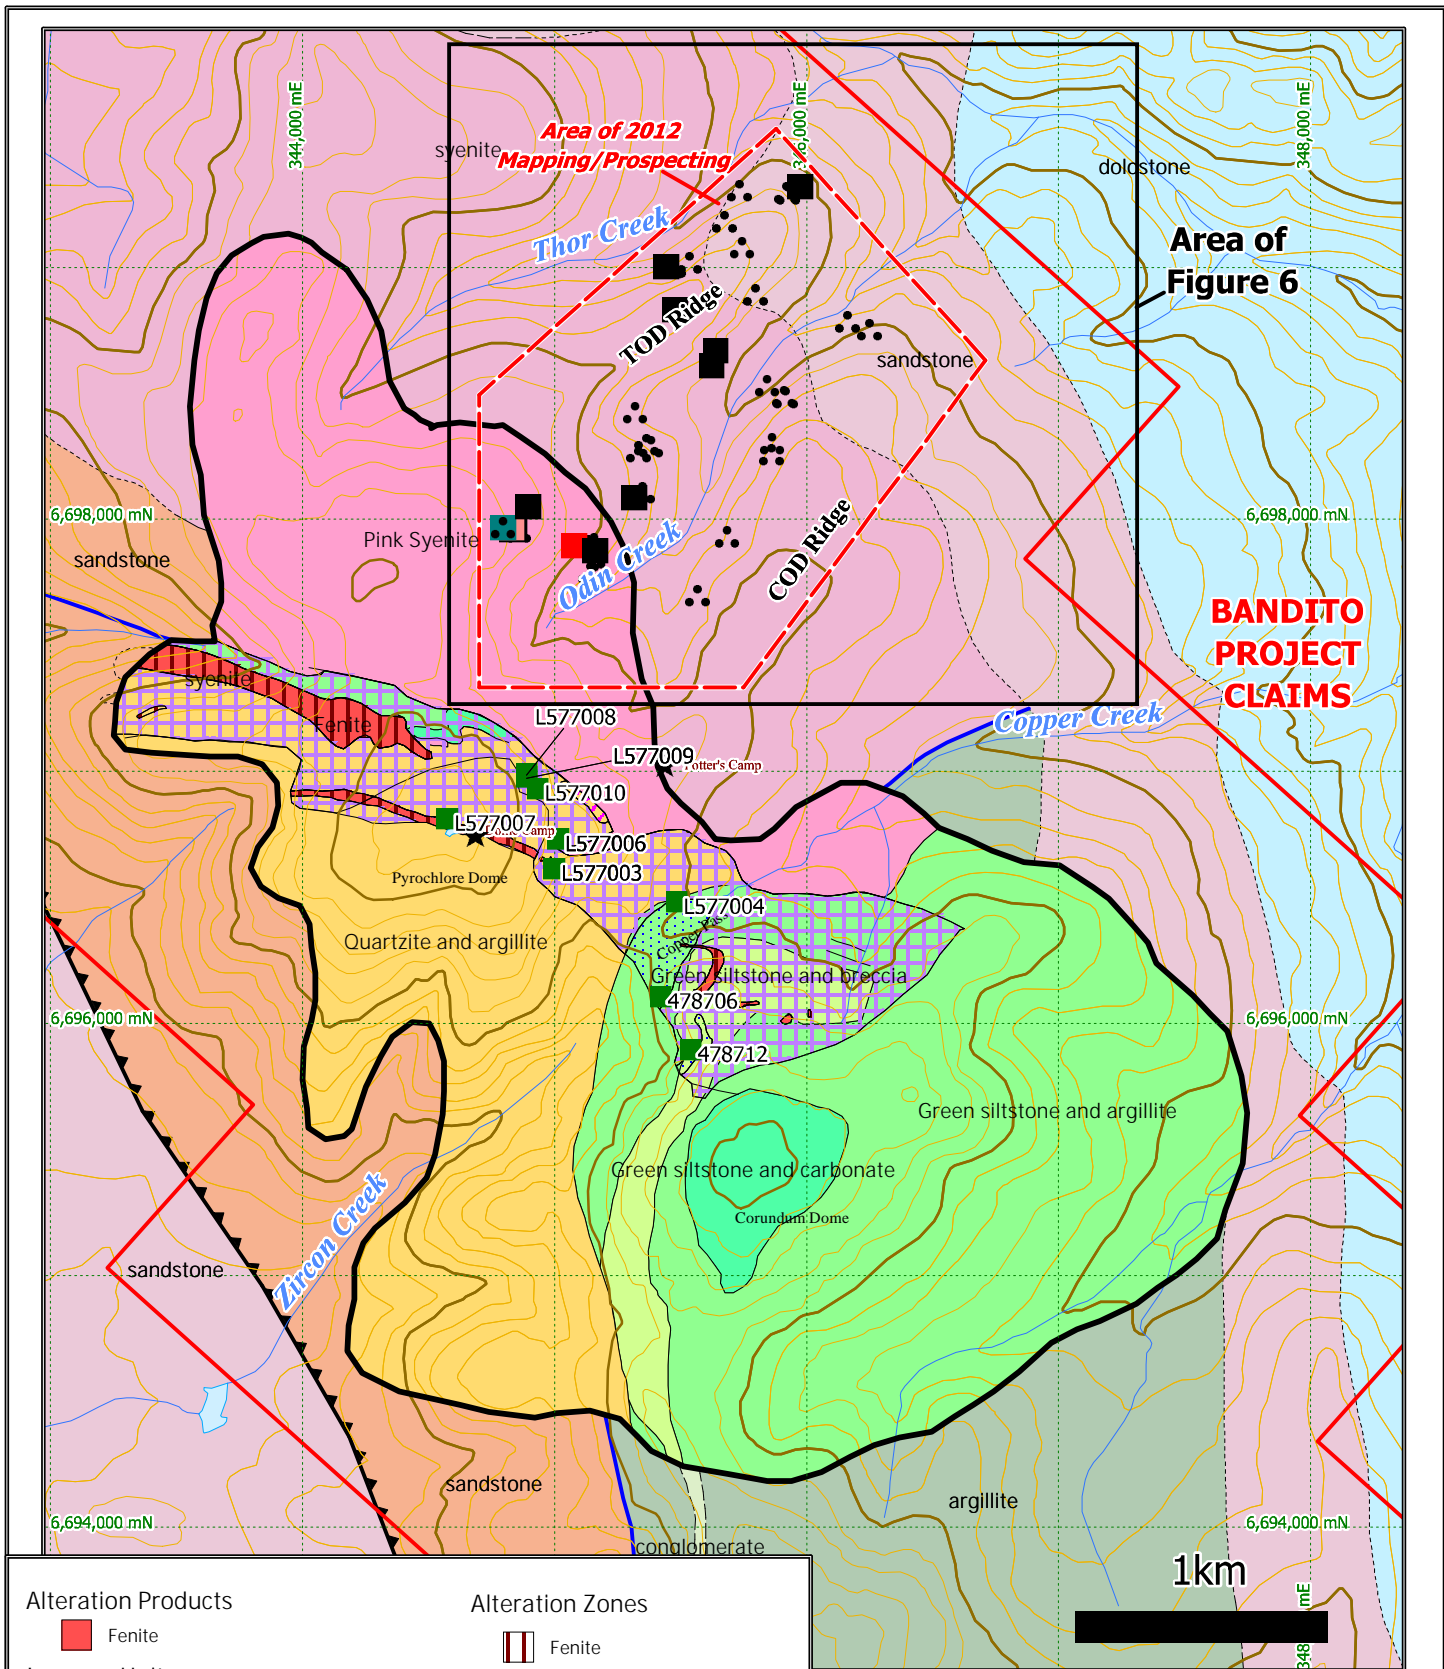 344,000 mE
mE
348,000 mE
Area of 2012
Mapping/Prospecting
syenite
dolostone
Thor Creek
Area of
Figure 6
TOD Ridge
sandstone
6,698,000 mN
6,698,000 mN
Pink Syenite
sandstone
COD Ridge
Odin Creek
BANDITO
PROJECT
CLAIMS
syenite
Fenite
L577008
Copper Creek
L577009
Potter's Camp
L577010
L577007
Camp
L577006
L577003
Pyrochlore Dome
L577004
Copper Pass
Quartzite and argillite
Green siltstone and breccia
478706
6,696,000 mN
6,696,000 mN
478712
Green siltstone and argillite
Green siltstone and carbonate
Corundum Dome
Zircon Creek
sandstone
sandstone
argillite
6,694,000 mN
6,694,000 mN
conglomerate
1km
348
mE
Alteration Products
Fenite
Alteration Zones
Fenite